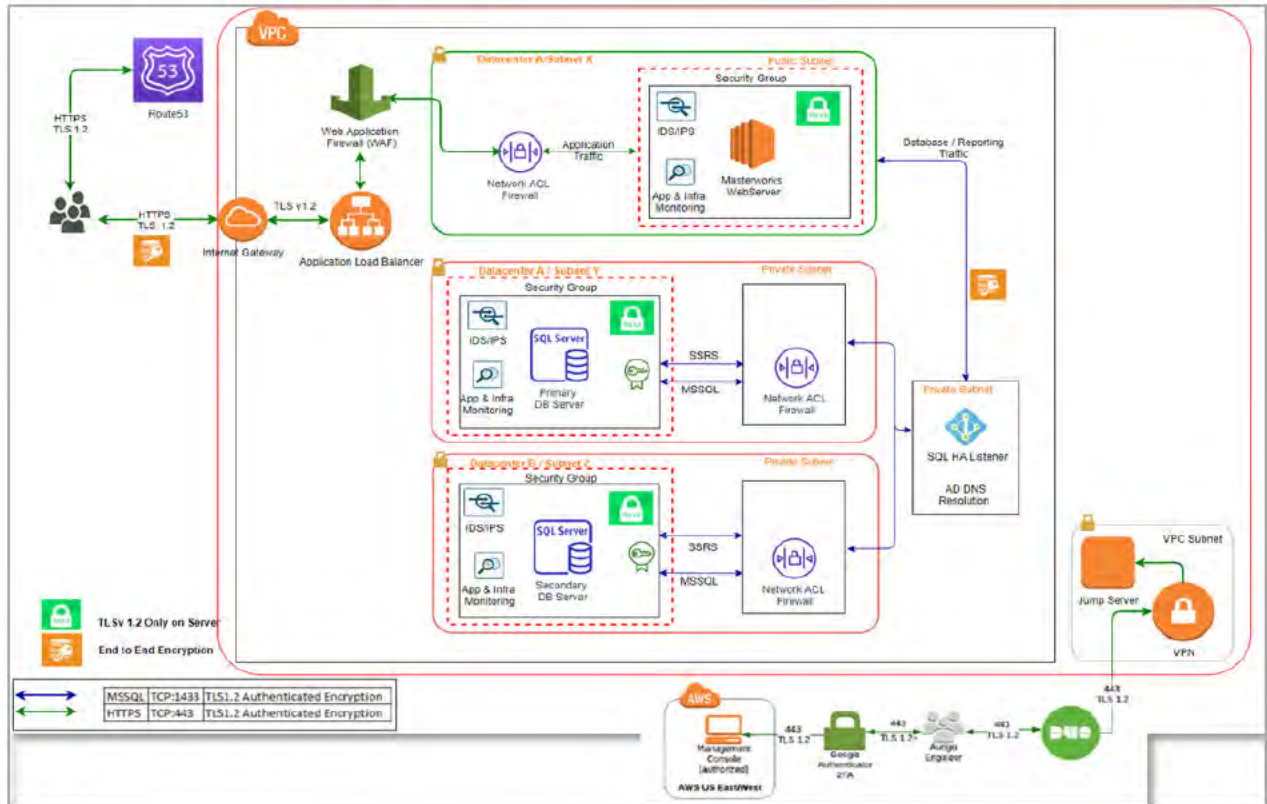 VPC
53
Route53
HTTPS
TLS 1.2
HTTPS
TLS 1.2
Internet Gateway
TLS v1.2
Web Application
Firewall (WAF)
Application Load Balancer
Datacenter A/Subnet X
Public Subnet
Security Group
Network ACL
Firewall
Application
Traffic
IDS/IPS
App & Infra
Monitoring
Masterworks
WebServer
Database / Reporting
Traffic
Datacenter A / Subnet Y
Private Subnet
Security Group
IDS/IPS
App & Infra
Monitoring
SQL Server
Primary
DB Server
SSRS
MSSQL
Network ACL
Firewall
Private Subnet
SQL HA Listener
AD DNS
Resolution
Datacenter B / Subnet Z
Private Subnet
Security Group
IDS/IPS
App & Infra
Monitoring
SQL Server
Secondary
DB Server
SSRS
MSSQL
Network ACL
Firewall
VPC Subnet
Jump Server
VPN
TLSv 1.2 Only on Server
End to End Encryption
MSSQL TCP:1433 TLS1.2 Authenticated Encryption
HTTPS TCP:443 TLS1.2 Authenticated Encryption
AWS
Management
Console
[authorized]
AWS US East/West
443
TLS 1.2
Google
Authenticator
2FA
443
TLS 1.2
Aurigo
Engineer
443
TLS 1.2
DUO
443
TLS 1.2